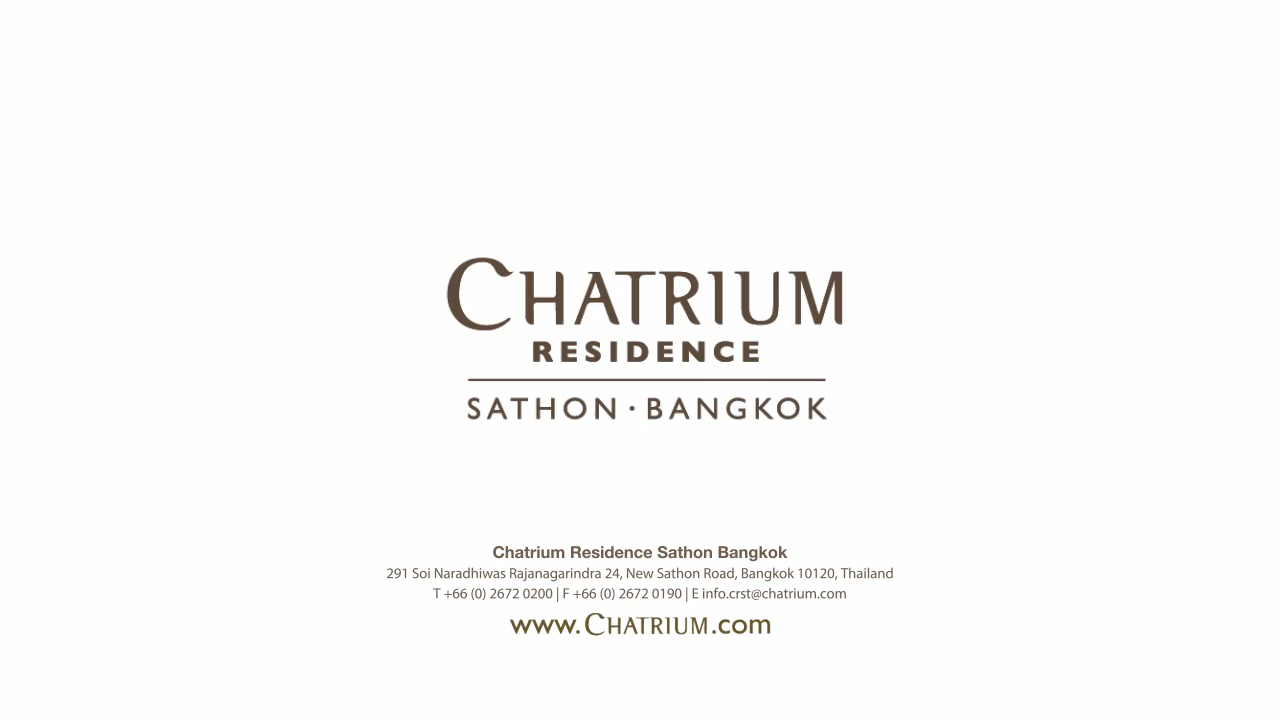 CHATRIUM
RESIDENCE
SATHON · BANGKOK
Chatrium Residence Sathon Bangkok
291 Soi Naradhiwas Rajanagarindra 24, New Sathon Road, Bangkok 10120, Thailand
T +66 (0) 2672 0200 | F +66 (0) 2672 0190 | E info.crst@chatrium.com
www.CHATRIUM.com